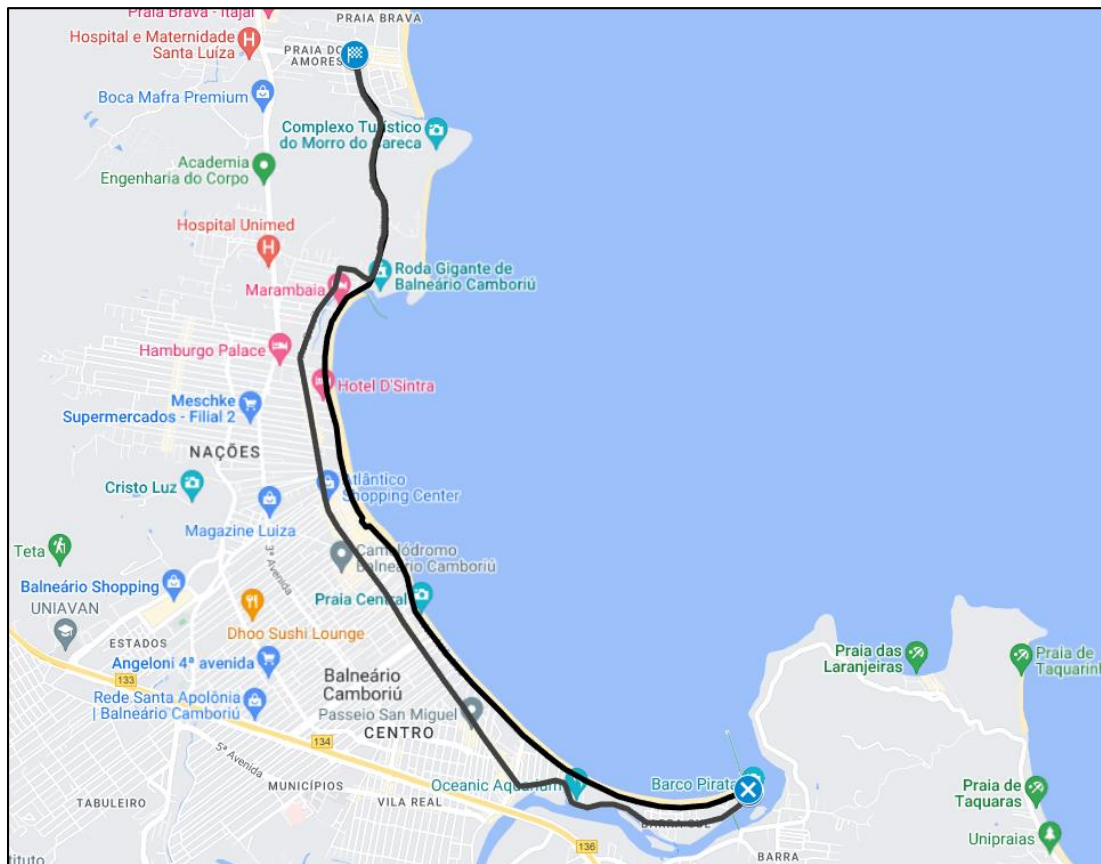 Praia Brava - Itajaí
PRAIA BRAVA
Hospital e Maternidade
Santa Luíza
PRAIA DOS
AMORES
Boca Mafra Premium
Complexo Turístico
do Morro do Careca
Academia
Engenharia do Corpo
Hospital Unimed
Roda Gigante de
Balneário Camboriú
Marambaia
Hamburgo Palace
Hotel D'Sintra
Meschke
Supermercados - Filial 2
NAÇÕES
Cristo Luz
Atlântico
Shopping Center
Magazine Luiza
Teta
3ª Avenida
Camelódromo
Balneário Camboriú
Balneário Shopping
UNIAVAN
Praia Central
Dhoo Sushi Lounge
ESTADOS
Angeloni 4ª avenida
Praia das
Laranjeiras
Praia de
Taquarinh
133
Rede Santa Apolônia
| Balneário Camboriú
Balneário
Camboriú
Passeio San Miguel
CENTRO
134
5ª Avenida
MUNICÍPIOS
Oceanic Aquarium
Barco Pirata
TABULEIRO
VILA REAL
BARRA SUL
Praia de
Taquaras
136
Unipraias
BARRA
ituto